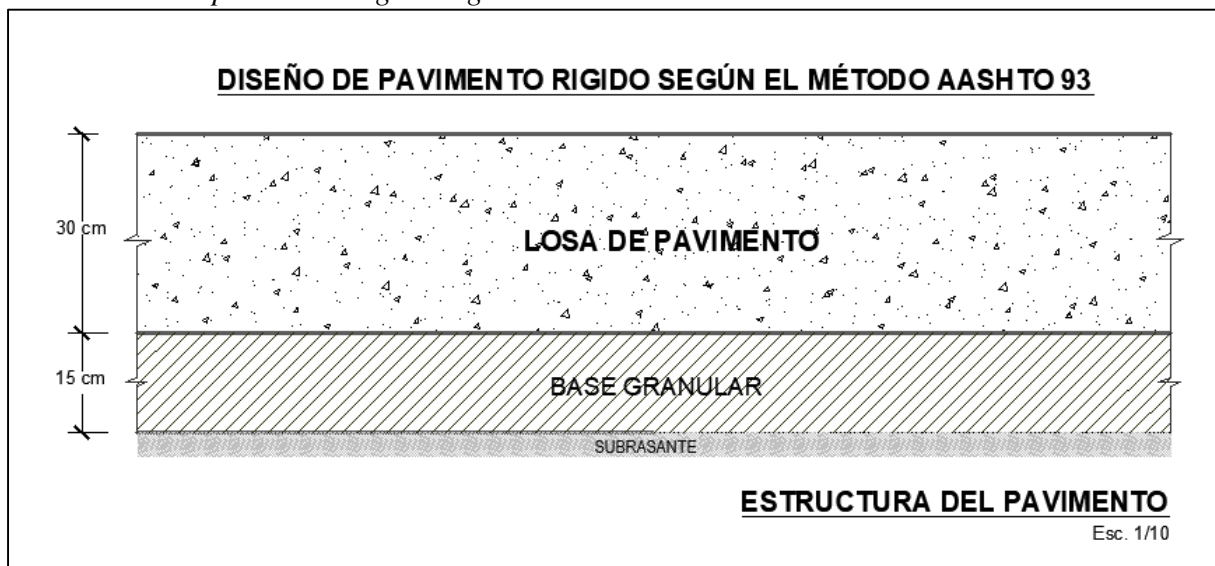 DISEÑO DE PAVIMENTO RIGIDO SEGÚN EL MÉTODO AASHTO 93
30 cm
LOSA DE PAVIMENTO
15 cm
BASE GRANULAR
SUBRASANTE
ESTRUCTURA DEL PAVIMENTO
Esc. 1/10